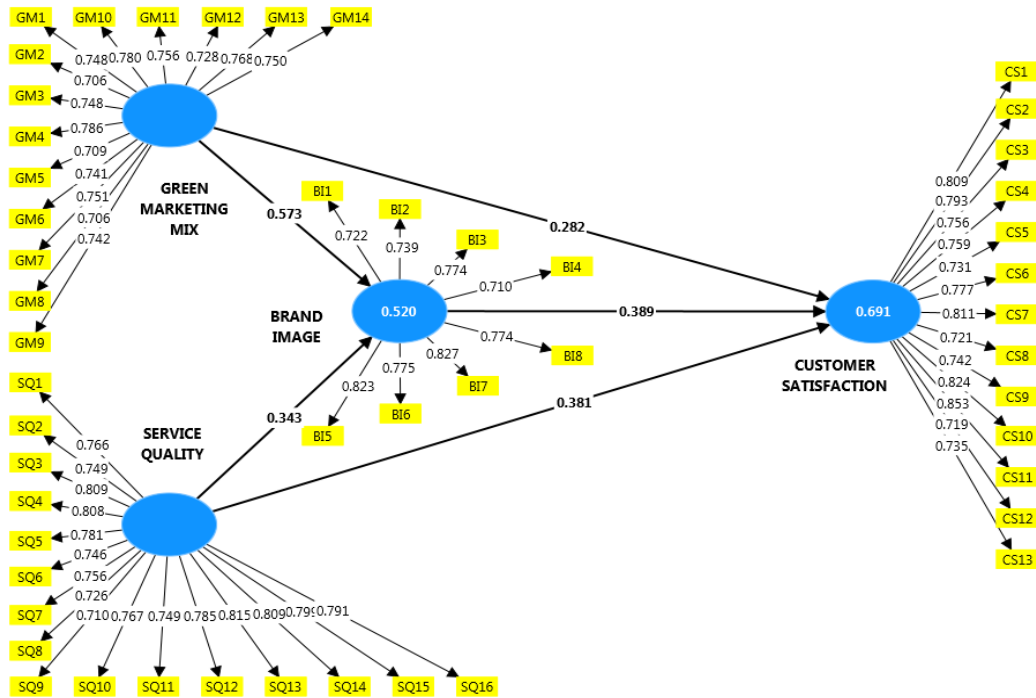 GM1 GM10 GM11 GM12 GM13 GM14
GM2
GM3
GM4
GM5
GM6
GM7
GM8
GM9
0.748 0.780 0.756 0.728 0.768 0.750
0.706
0.748
0.786
0.709
0.741
0.751
0.706
0.742
GREEN
MARKETING
MIX
0.573
0.282
BI1
BI2
BI3
BI4
0.722
0.739
0.774
0.710
BRAND
IMAGE
0.520
0.389
0.774
BI8
0.827
BI7
0.775
BI6
0.823
BI5
0.343
0.381
SERVICE
QUALITY
SQ1
SQ2
SQ3
SQ4
SQ5
SQ6
SQ7
SQ8
SQ9 SQ10 SQ11 SQ12 SQ13 SQ14 SQ15 SQ16
0.766
0.749
0.809
0.808
0.781
0.746
0.756
0.726
0.710 0.767 0.749 0.785 0.815 0.809 0.799 0.791
0.691
CUSTOMER
SATISFACTION
0.809
0.793
0.756
0.759
0.731
0.777
0.811
0.721
0.742
0.824
0.853
0.719
0.735
CS1
CS2
CS3
CS4
CS5
CS6
CS7
CS8
CS9
CS10
CS11
CS12
CS13